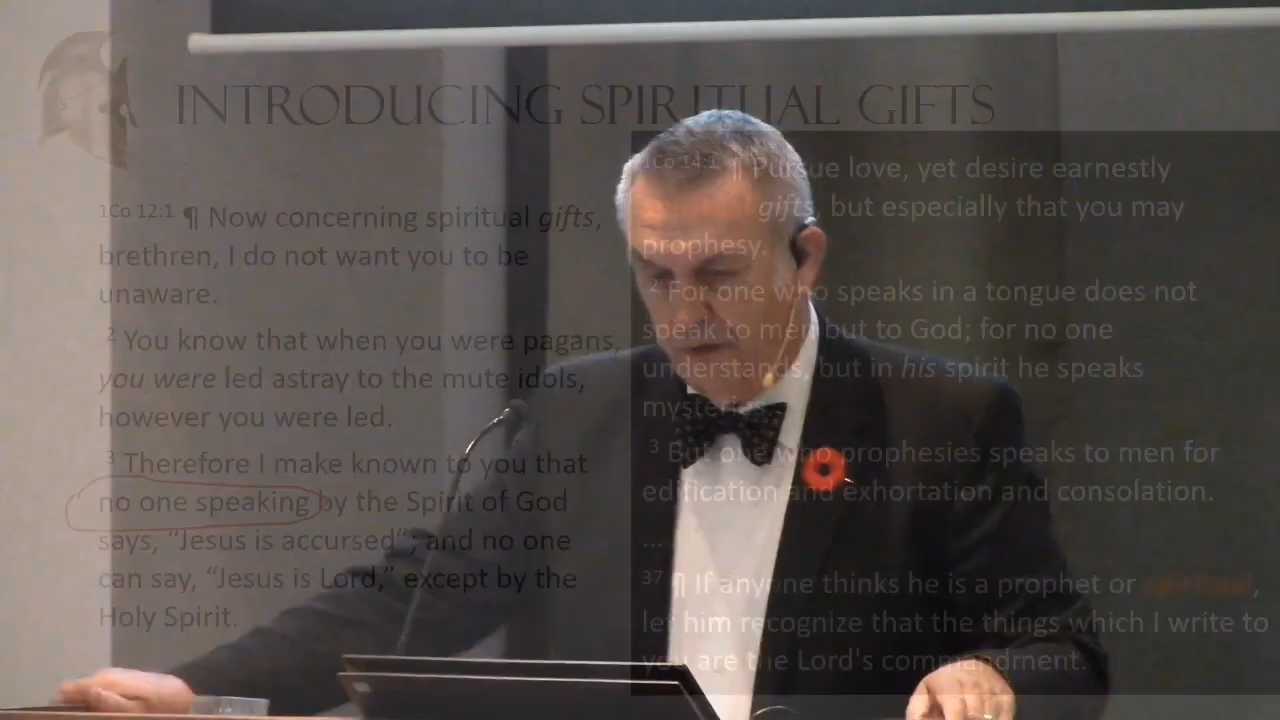 INTRODUCING SPIRITUAL GIFTS
1Co 12:1 ¶ Now concerning spiritual gifts,
brethren, I do not want you to be
unaware.
2 You know that when you were pagans,
you were led astray to the mute idols,
however you were led.
3 Therefore I make known to you that
no one speaking by the Spirit of God
says, “Jesus is accursed”; and no one
can say, “Jesus is Lord,” except by the
Holy Spirit.
1Co 14:1 Pursue love, yet desire earnestly
gifts, but especially that you may
prophesy.
2 For one who speaks in a tongue does not
speak to men but to God; for no one
understands, but in his spirit he speaks
mysteries.
3 But one who prophesies speaks to men for
edification and exhortation and consolation.
...
37 ¶ If anyone thinks he is a prophet or spiritual,
let him recognize that the things which I write to
you are the Lord's commandment.